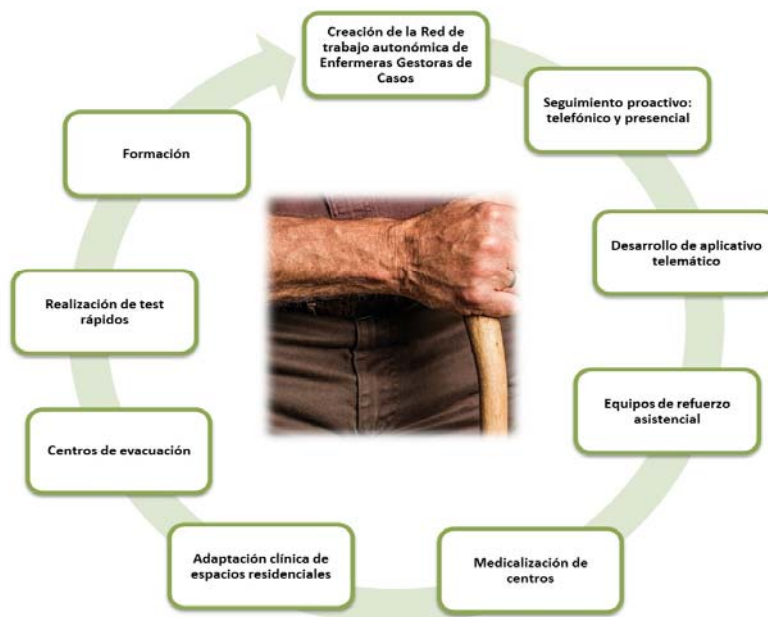 Creación de la Red de
trabajo autonómica de
Enfermeras Gestoras de
Casos
Seguimiento proactivo:
telefónico y presencial
Desarrollo de aplicativo
telemático
Equipos de refuerzo
asistencial
Medicalización de
centros
Adaptación clínica de
espacios residenciales
Centros de evacuación
Realización de test
rápidos
Formación